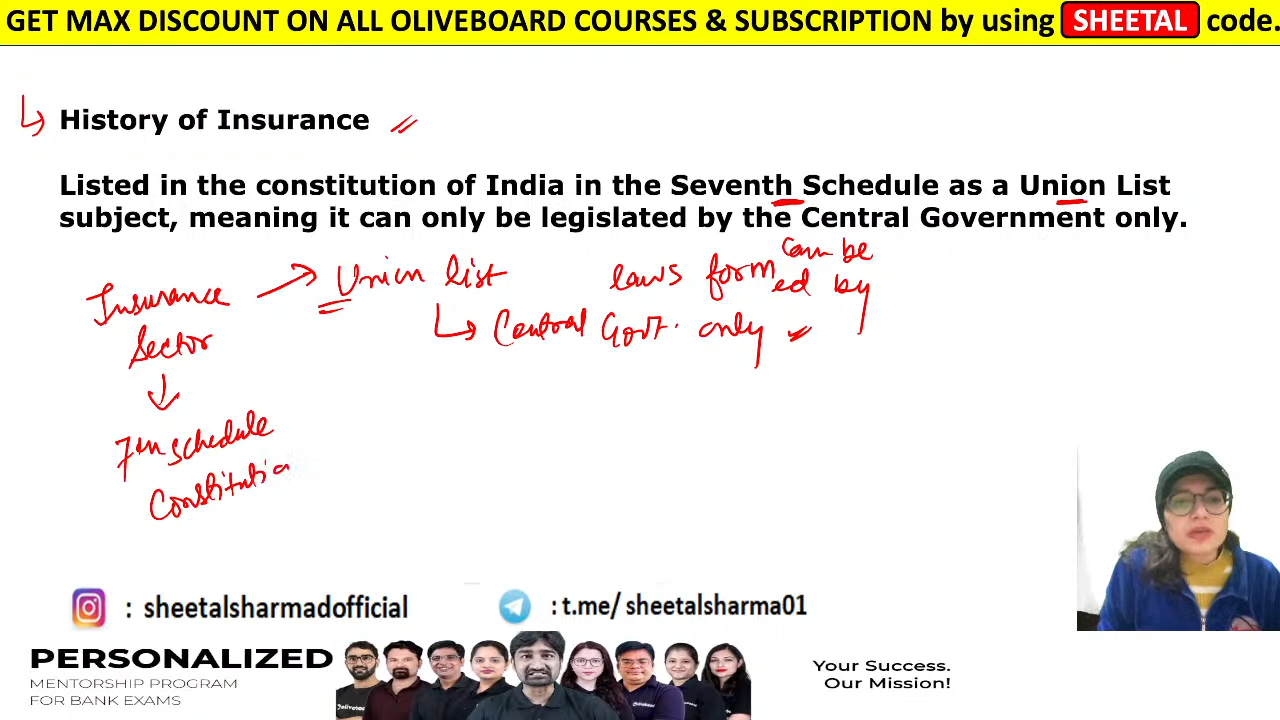 GET MAX DISCOUNT ON ALL OLIVEBOARD COURSES & SUBSCRIPTION by using SHEETAL code.
History of Insurance
Listed in the constitution of India in the Seventh Schedule as a Union List
subject, meaning it can only be legislated by the Central Government only.
Insurance
Sector
7th schedule
Constitutio
Union list
Central Govt. only
laws formed can be by
: sheetalsharmadofficial
: t.me/ sheetalsharma01
PERSONALIZED
MENTORSHIP PROGRAM
FOR BANK EXAMS
Your Success.
Our Mission!